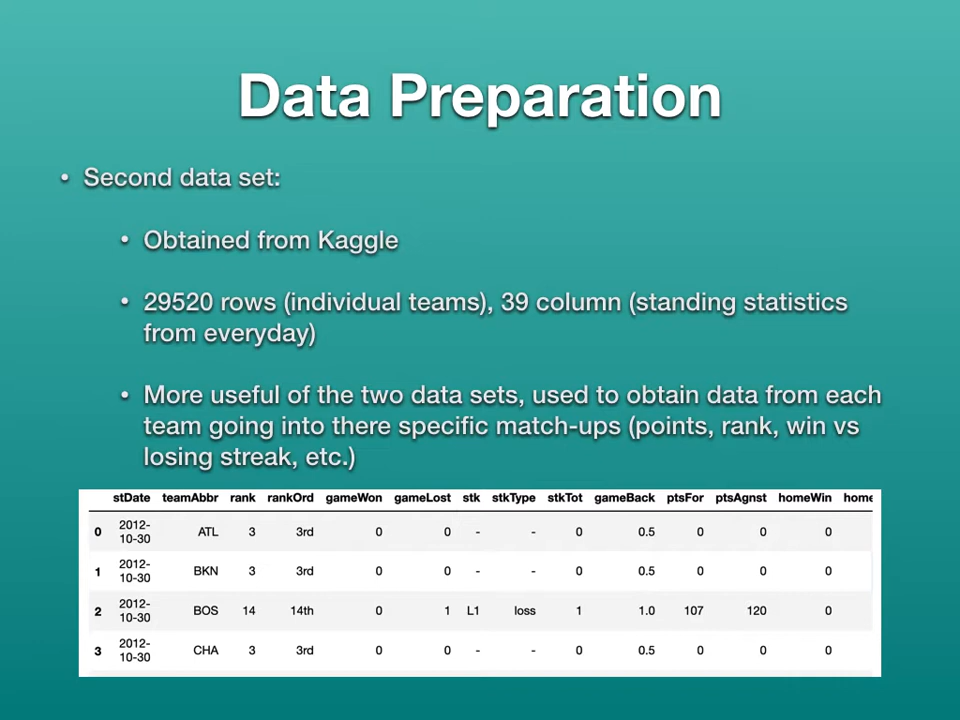 Data Preparation
• Second data set:
• Obtained from Kaggle
• 29520 rows (individual teams), 39 column (standing statistics
from everyday)
• More useful of the two data sets, used to obtain data from each
team going into there specific match-ups (points, rank, win vs
losing streak, etc.)
stDate teamAbbr rank rankOrd gameWon gameLost stk stkType stkTot gameBack ptsFor ptsAgnst homeWin home
0 2012-10-30 ATL 3 3rd 0 0 - - 0 0.5 0 0 0
1 2012-10-30 BKN 3 3rd 0 0 - - 0 0.5 0 0 0
2 2012-10-30 BOS 14 14th 0 1 L1 loss 1 1.0 107 120 0
3 2012-10-30 CHA 3 3rd 0 0 - - 0 0.5 0 0 0